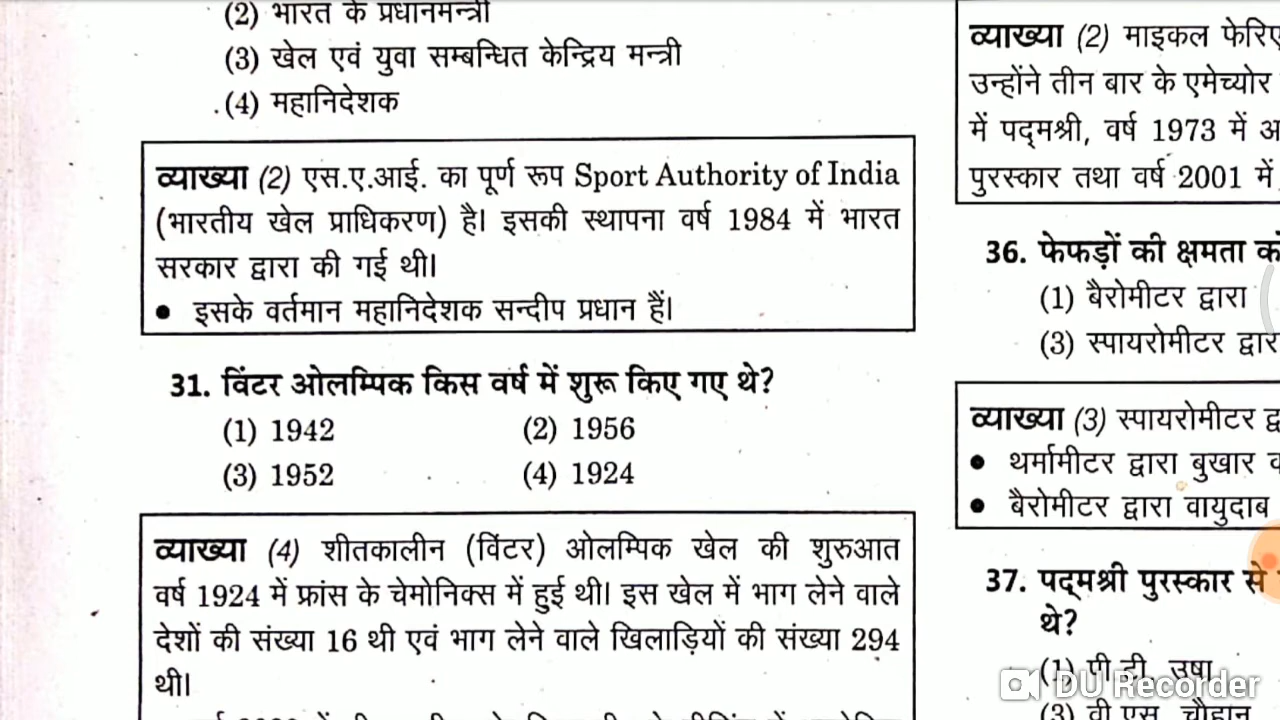 (2) भारत के प्रधानमन्त्री
(3) खेल एवं युवा सम्बन्धित केन्द्रिय मन्त्री
(4) महानिदेशक
व्याख्या (2) एस.ए.आई. का पूर्ण रूप Sport Authority of India
(भारतीय खेल प्राधिकरण) है। इसकी स्थापना वर्ष 1984 में भारत
सरकार द्वारा की गई थी।
• इसके वर्तमान महानिदेशक सन्दीप प्रधान हैं।
31. विंटर ओलम्पिक किस वर्ष में शुरू किए गए थे?
(1) 1942 (2) 1956
(3) 1952 (4) 1924
व्याख्या (4) शीतकालीन (विंटर) ओलम्पिक खेल की शुरुआत
वर्ष 1924 में फ्रांस के चेमोनिक्स में हुई थी। इस खेल में भाग लेने वाले
देशों की संख्या 16 थी एवं भाग लेने वाले खिलाड़ियों की संख्या 294
थी।
व्याख्या (2) माइकल
उन्होंने तीन बार के एमेच्योर
में पद्मश्री, वर्ष 1973 में
पुरस्कार तथा वर्ष 2001 में
36. फेफड़ों की क्षमता
(1) बैरोमीटर द्वारा
(3) स्पायरोमीटर
व्याख्या (3) स्पायरोमीटर
• थर्मामीटर द्वारा बुखार
• बैरोमीटर द्वारा वायुदाब
37. पद्मश्री पुरस्कार से
थे?
(1) पी.टी. उषा
(3) वी.एस. चौहान
DU Recorder